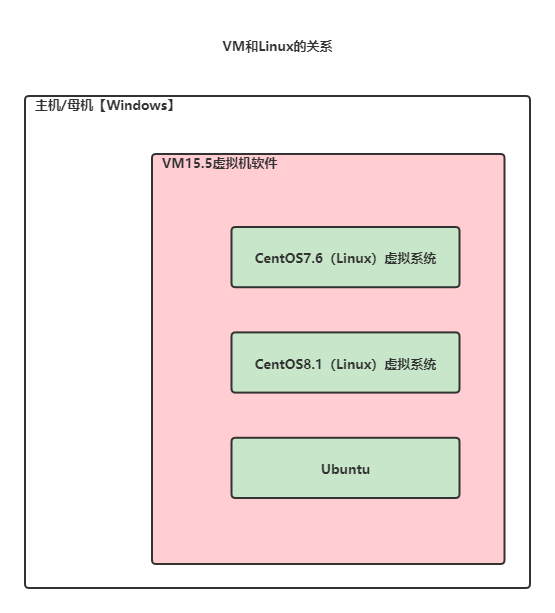 VM和Linux的关系
主机/母机【Windows】
VM15.5虚拟机软件
CentOS7.6（Linux）虚拟系统
CentOS8.1（Linux）虚拟系统
Ubuntu